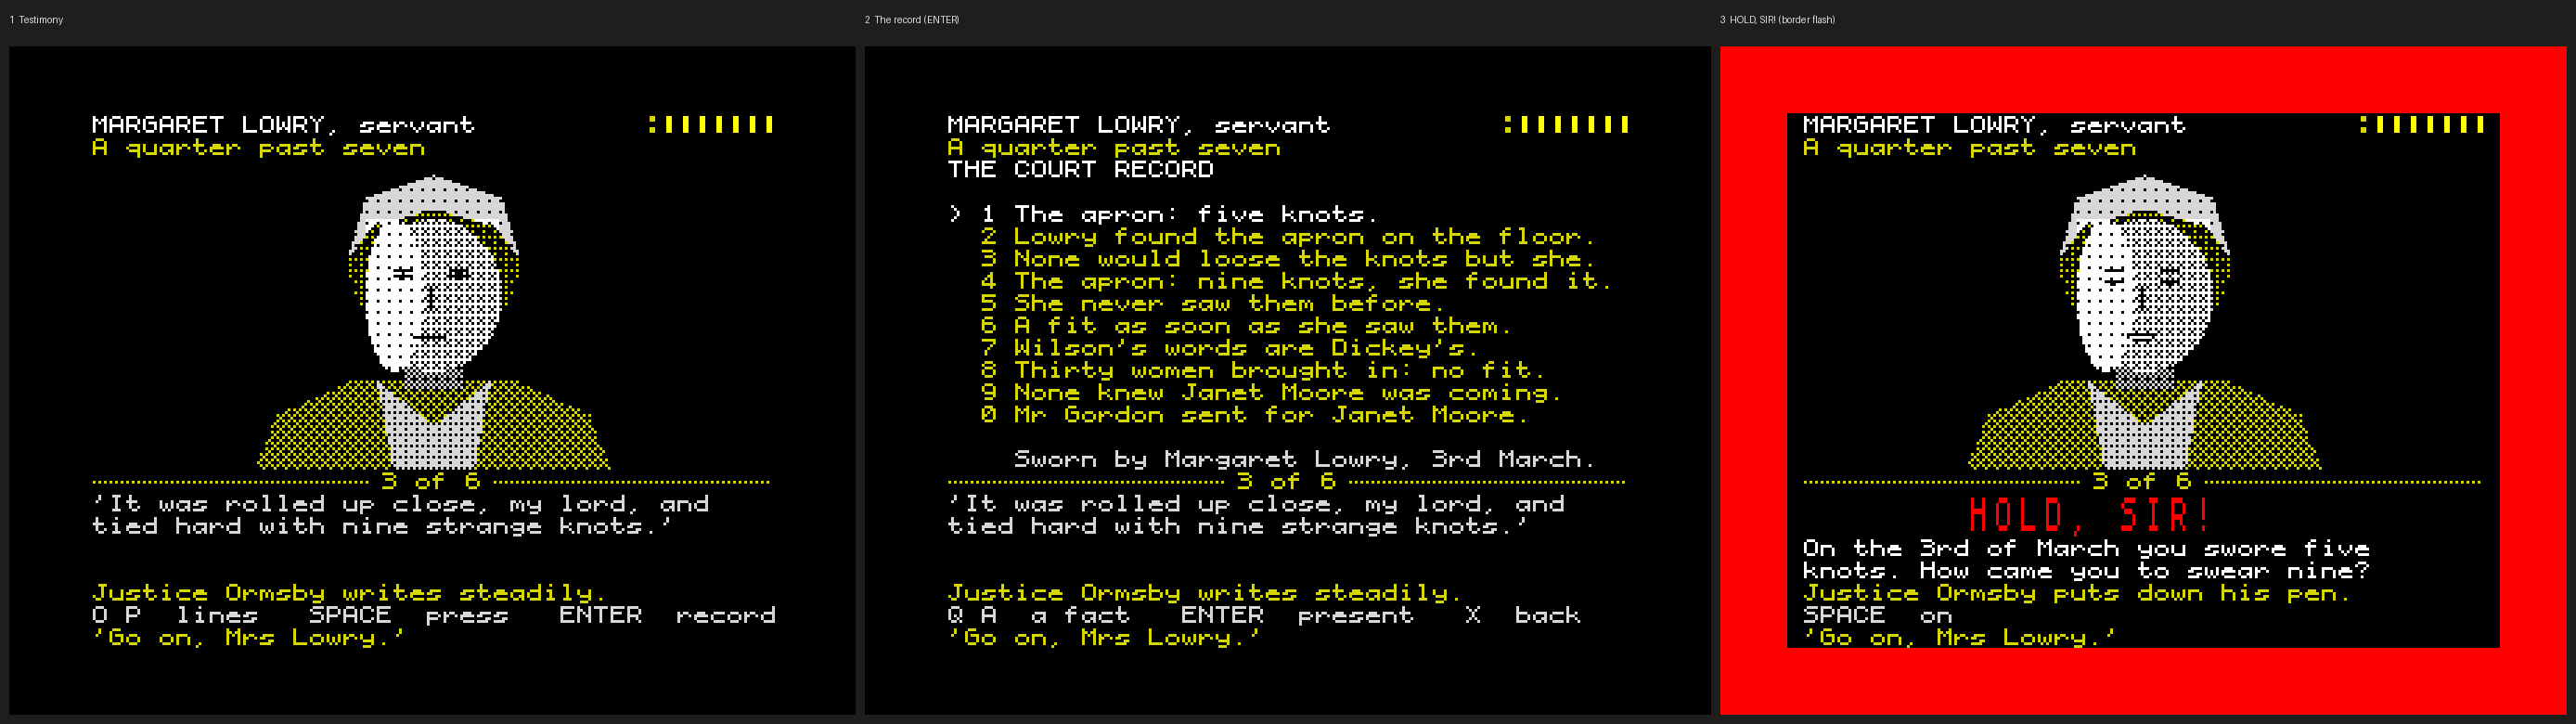 1 Testimony
MARGARET LOWRY, servant
A quarter past seven
3 of 6
'It was rolled up close, my lord, and
tied hard with nine strange knots.'
Justice Ormsby writes steadily.
O P lines SPACE press ENTER record
'Go on, Mrs Lowry.'
2 The record (ENTER)
MARGARET LOWRY, servant
A quarter past seven
THE COURT RECORD
> 1 The apron: five knots.
2 Lowry found the apron on the floor.
3 None would loose the knots but she.
4 The apron: nine knots, she found it.
5 She never saw them before.
6 A fit as soon as she saw them.
7 Wilson's words are Dickey's.
8 Thirty women brought in: no fit.
9 None knew Janet Moore was coming.
0 Mr Gordon sent for Janet Moore.
Sworn by Margaret Lowry, 3rd March.
3 of 6
'It was rolled up close, my lord, and
tied hard with nine strange knots.'
Justice Ormsby writes steadily.
Q A a fact ENTER present X back
'Go on, Mrs Lowry.'
3 HOLD, SIR! (border flash)
MARGARET LOWRY, servant
A quarter past seven
3 of 6
HOLD, SIR!
On the 3rd of March you swore five
knots. How came you to swear nine?
Justice Ormsby puts down his pen.
SPACE on
'Go on, Mrs Lowry.'